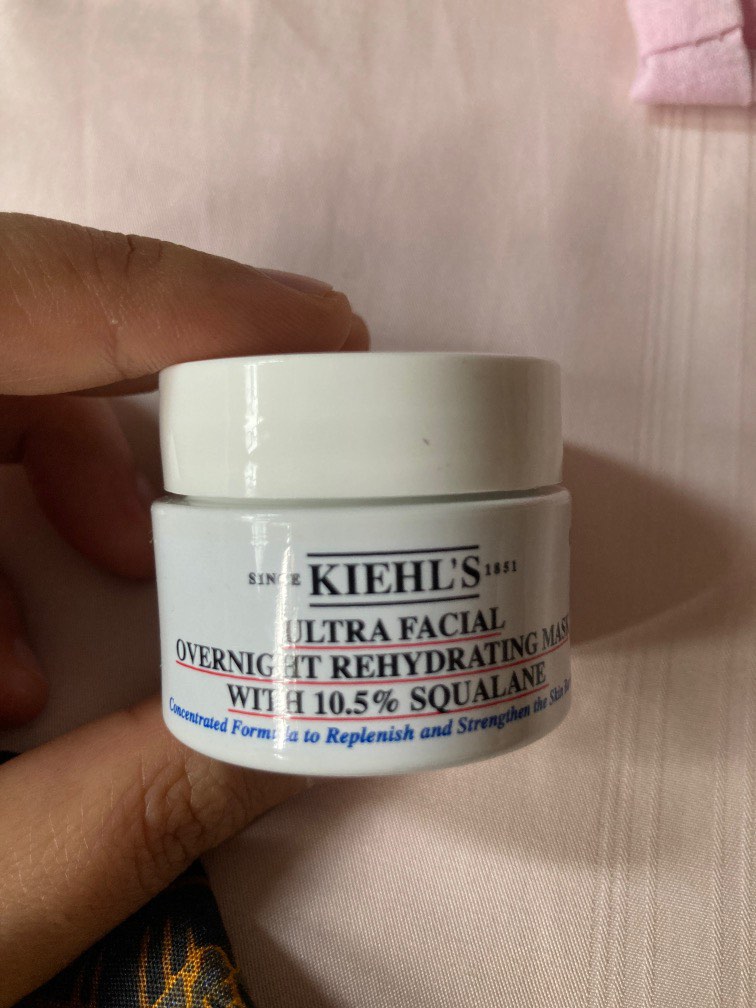 SINCE KIEHL'S 1851
ULTRA FACIAL
OVERNIGHT REHYDRATING MASK
WITH 10.5% SQUALANE
Concentrated Formula to Replenish and Strengthen the Skin